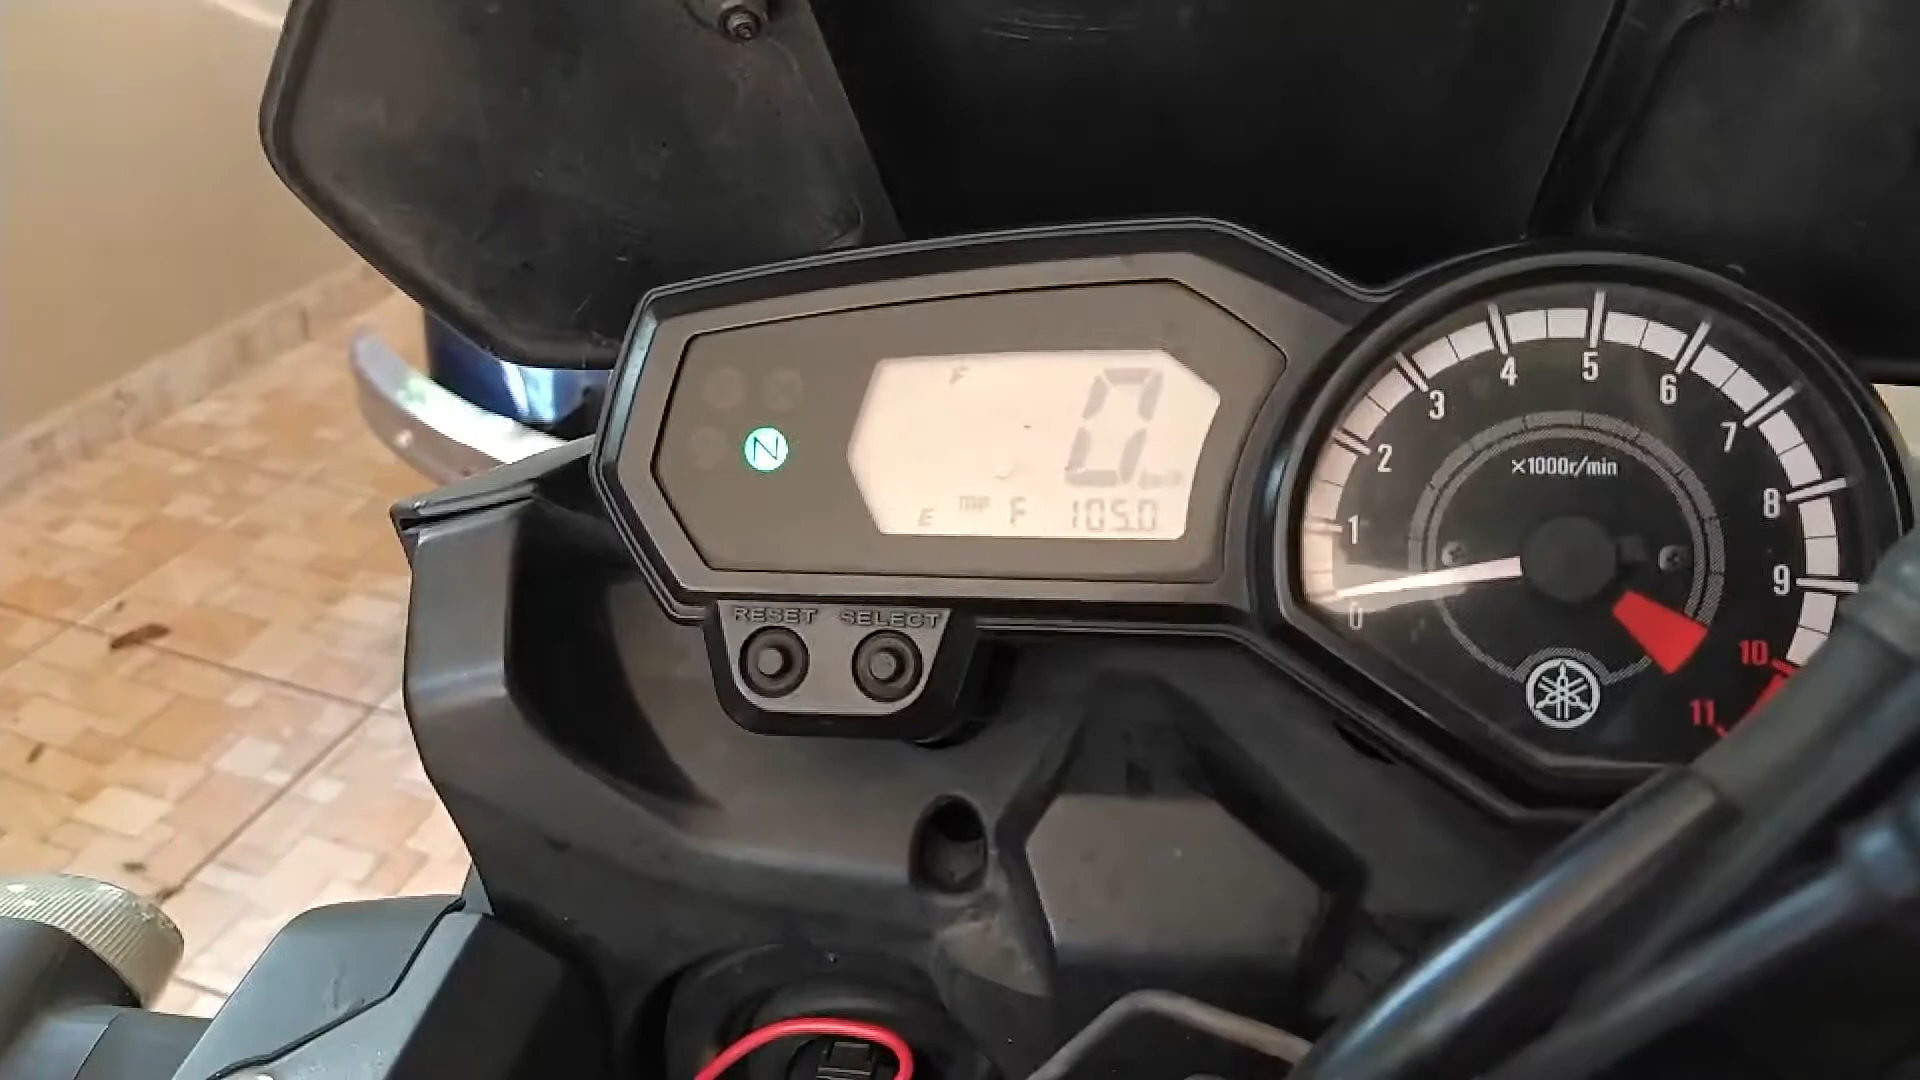 F
0
N
E TRIP F 105.0
RESET SELECT
0 1 2 3 4 5 6 7 8 9 10 11
×1000r/min